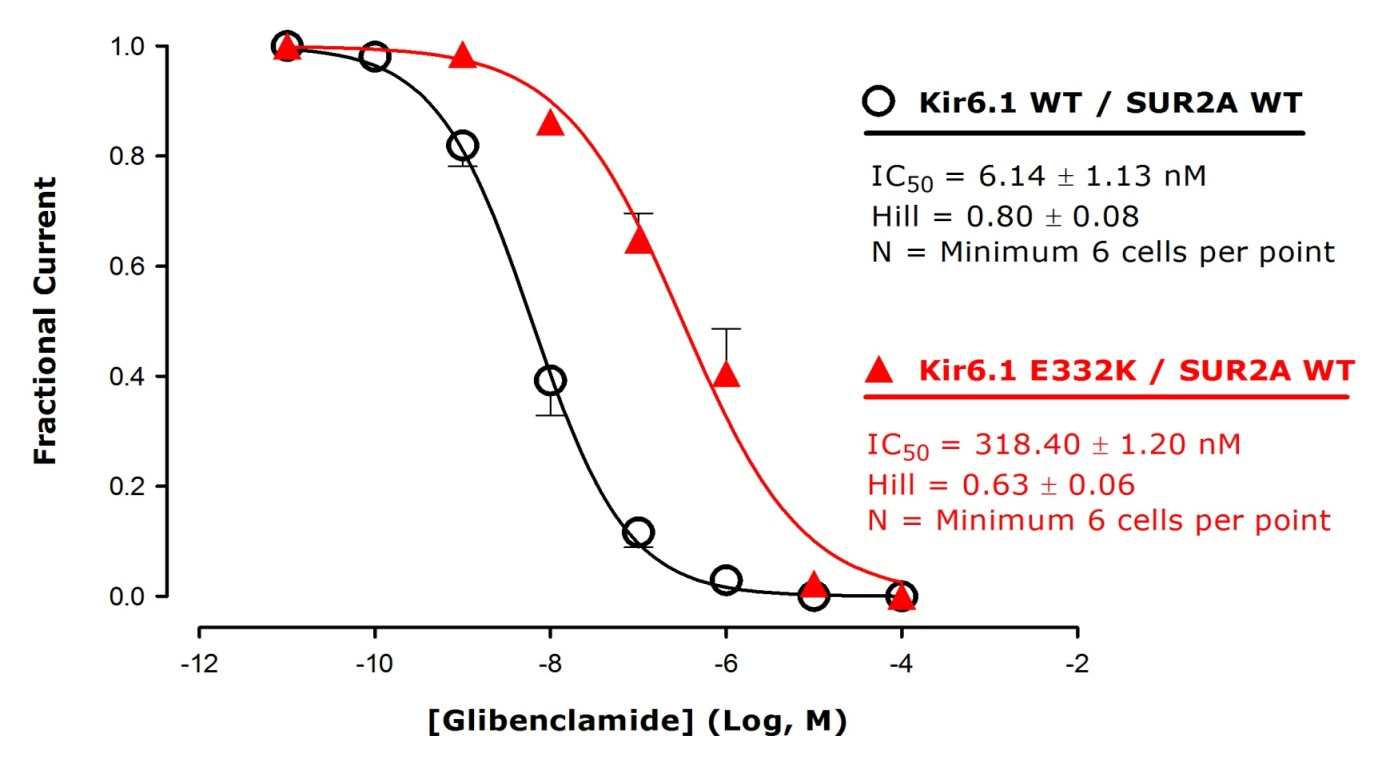 1.0
0.8
0.6
0.4
0.2
0.0
Fractional Current
-12
-10
-8
-6
-4
-2
[Glibenclamide] (Log, M)
Kir6.1 WT / SUR2A WT
IC50 = 6.14 ± 1.13 nM
Hill = 0.80 ± 0.08
N = Minimum 6 cells per point
Kir6.1 E332K / SUR2A WT
IC50 = 318.40 ± 1.20 nM
Hill = 0.63 ± 0.06
N = Minimum 6 cells per point